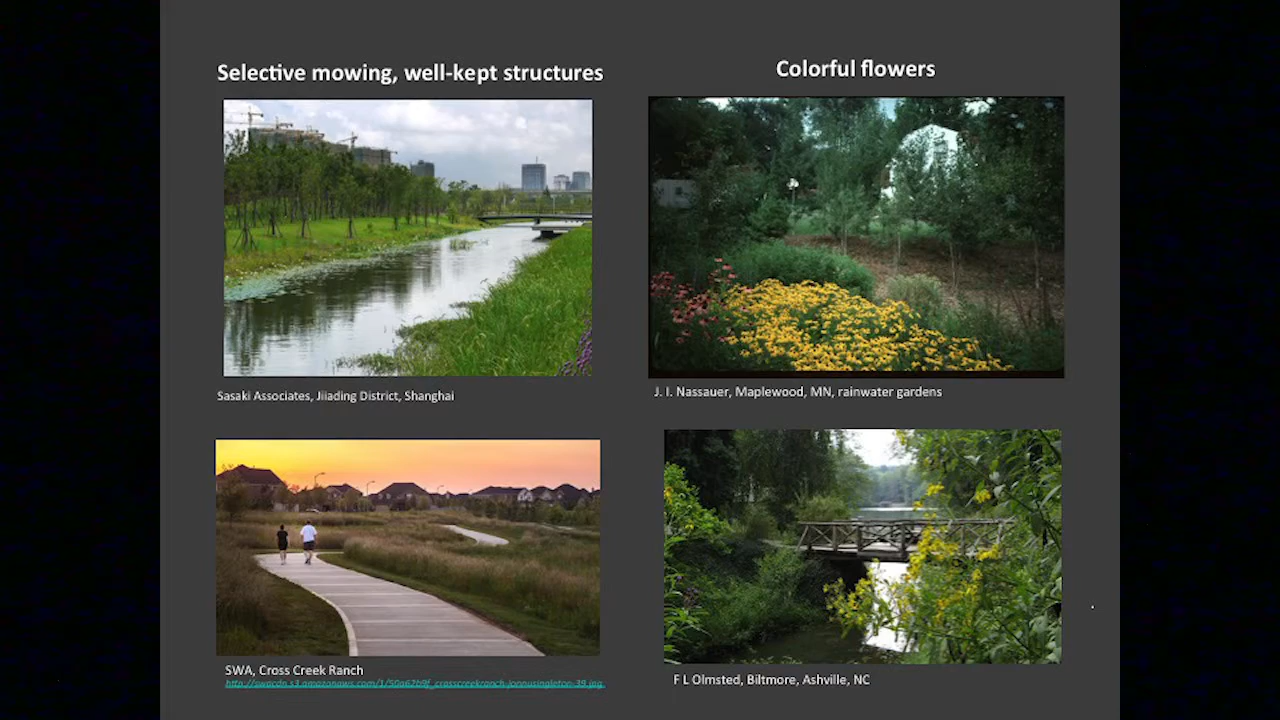 Selective mowing, well-kept structures
Colorful flowers
Sasaki Associates, Jiiading District, Shanghai
J. I. Nassauer, Maplewood, MN, rainwater gardens
SWA, Cross Creek Ranch
F L Olmsted, Biltmore, Ashville, NC